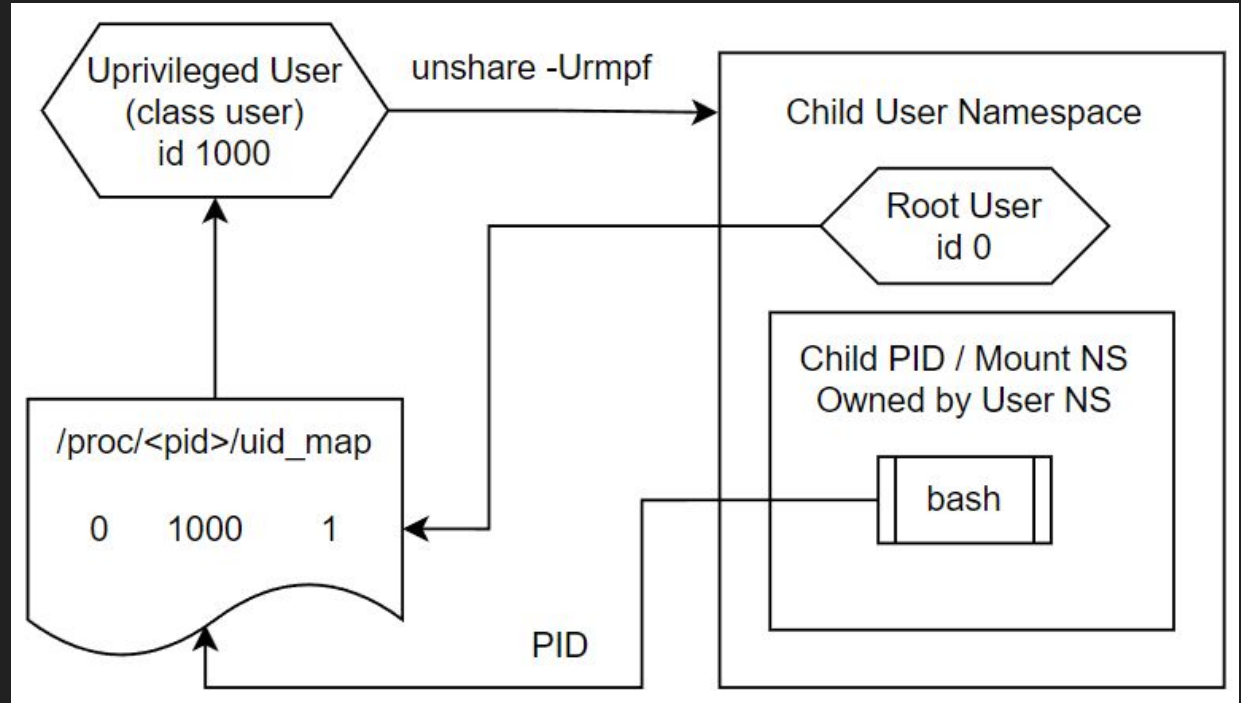 Uprivileged User
(class user)
id 1000
unshare -Urmpf
Child User Namespace
Root User
id 0
Child PID / Mount NS
Owned by User NS
bash
/proc/<pid>/uid_map
0 1000 1
PID